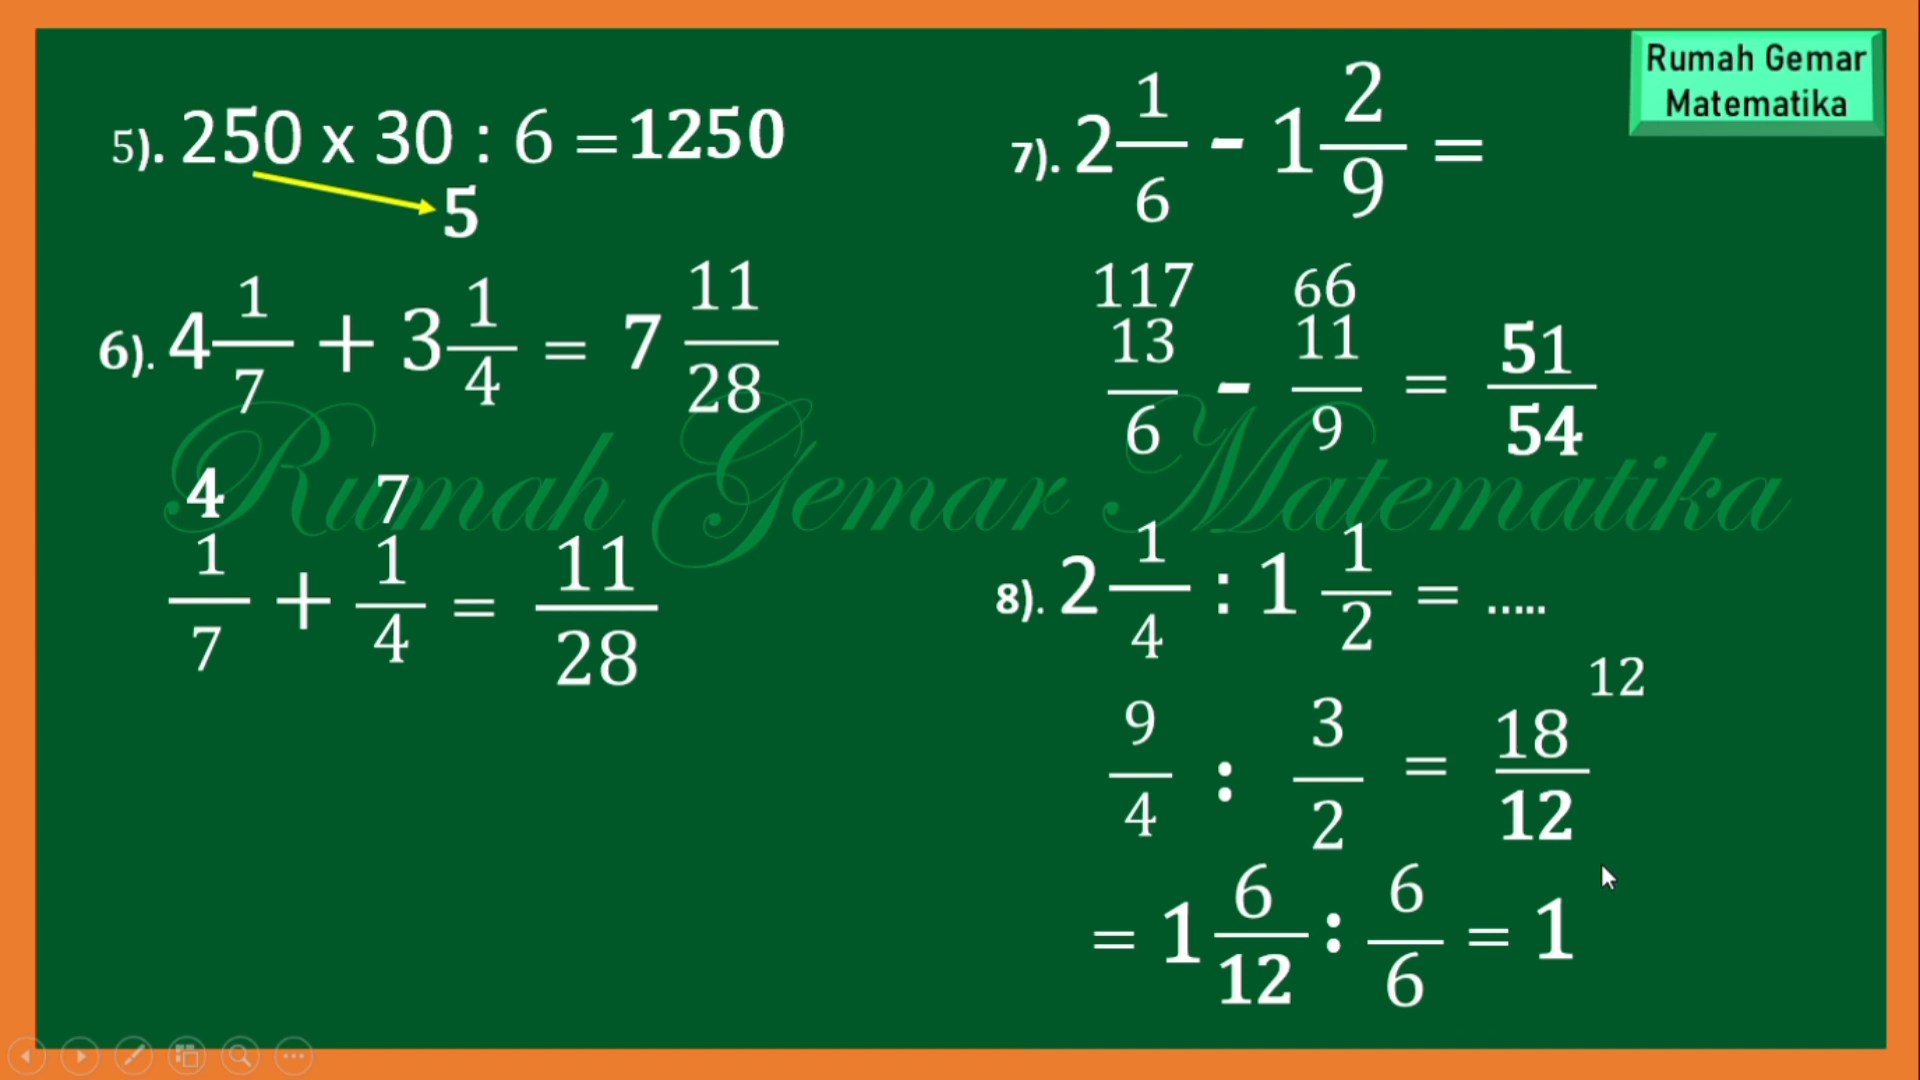 Rumah Gemar
Matematika
5). 250 x 30 : 6 = 1250
5
6). 4 1/7 + 3 1/4 = 7 11/28
4 7
1/7 + 1/4 = 11/28
7). 2 1/6 - 1 2/9 =
117 66
13/6 - 11/9 = 51/54
8). 2 1/4 : 1 1/2 = .....
12
9/4 : 3/2 = 18/12
= 1 6/12 : 6/6 = 1
Rumah Gemar Matematika